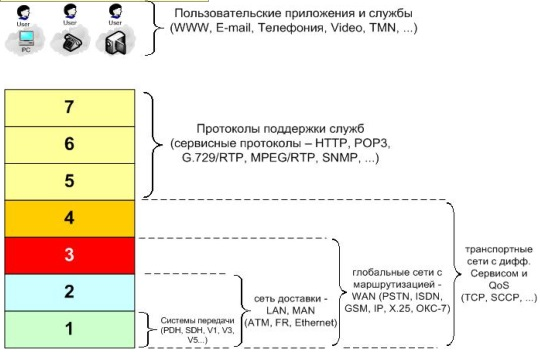 User
User
User
PC
Пользовательские приложения и службы
(WWW, E-mail, Телефония, Video, TMN, ...)
7
6
5
4
3
2
1
Протоколы поддержки служб
(сервисные протоколы – HTTP, POP3,
G.729/RTP, MPEG/RTP, SNMP, ...)
Системы передачи
(PDH, SDH, V1, V3,
V5...)
сеть доставки -
LAN, MAN
(ATM, FR, Ethernet)
глобальные сети с
маршрутизацией -
WAN (PSTN, ISDN,
GSM, IP, X.25, ОКС-7)
транспортные
сети с дифф.
Сервисом и
QoS
(TCP, SCCP, ...)